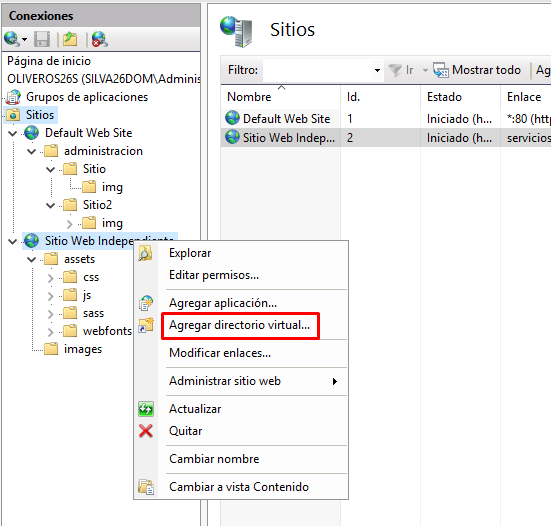 Conexiones
Página de inicio
OLIVEROS26S (SILVA26DOM\Adminis
Grupos de aplicaciones
Sitios
Default Web Site
administracion
Sitio
img
Sitio2
img
Sitio Web Independiente
assets
css
js
sass
webfonts
images
Explorar
Editar permisos...
Agregar aplicación...
Agregar directorio virtual...
Modificar enlaces...
Administrar sitio web
Actualizar
Quitar
Cambiar nombre
Cambiar a vista Contenido
Sitios
Filtro: Ir Mostrar todo Ag
Nombre Id. Estado Enlace
Default Web Site 1 Iniciado (h... *:80 (http
Sitio Web Indep... 2 Iniciado (h... servicios